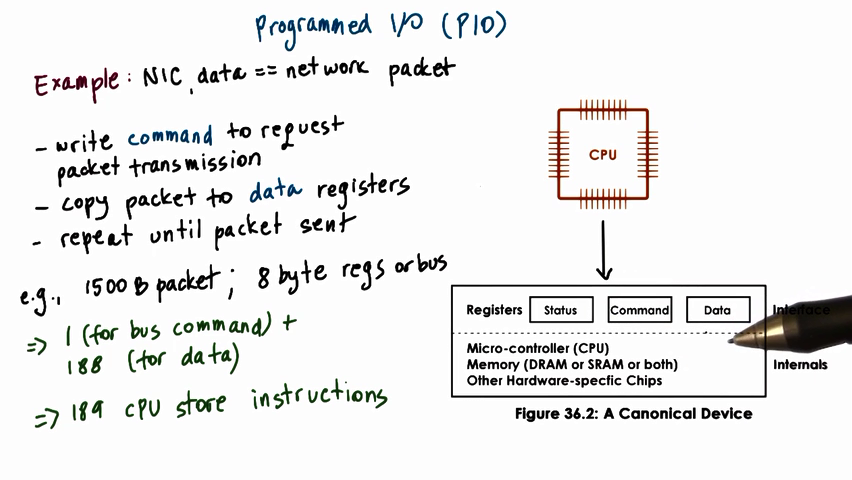 Programmed I/O (PIO)
Example: NIC, data == network packet
- write command to request
packet transmission
- copy packet to data registers
- repeat until packet sent
e.g., 1500 B packet; 8 byte regs or bus
=> 1 (for bus command) +
188 (for data)
=> 189 CPU store instructions
CPU
Registers Status Command Data Interface
Micro-controller (CPU)
Memory (DRAM or SRAM or both) Internals
Other Hardware-specfic Chips
Figure 36.2: A Canonical Device